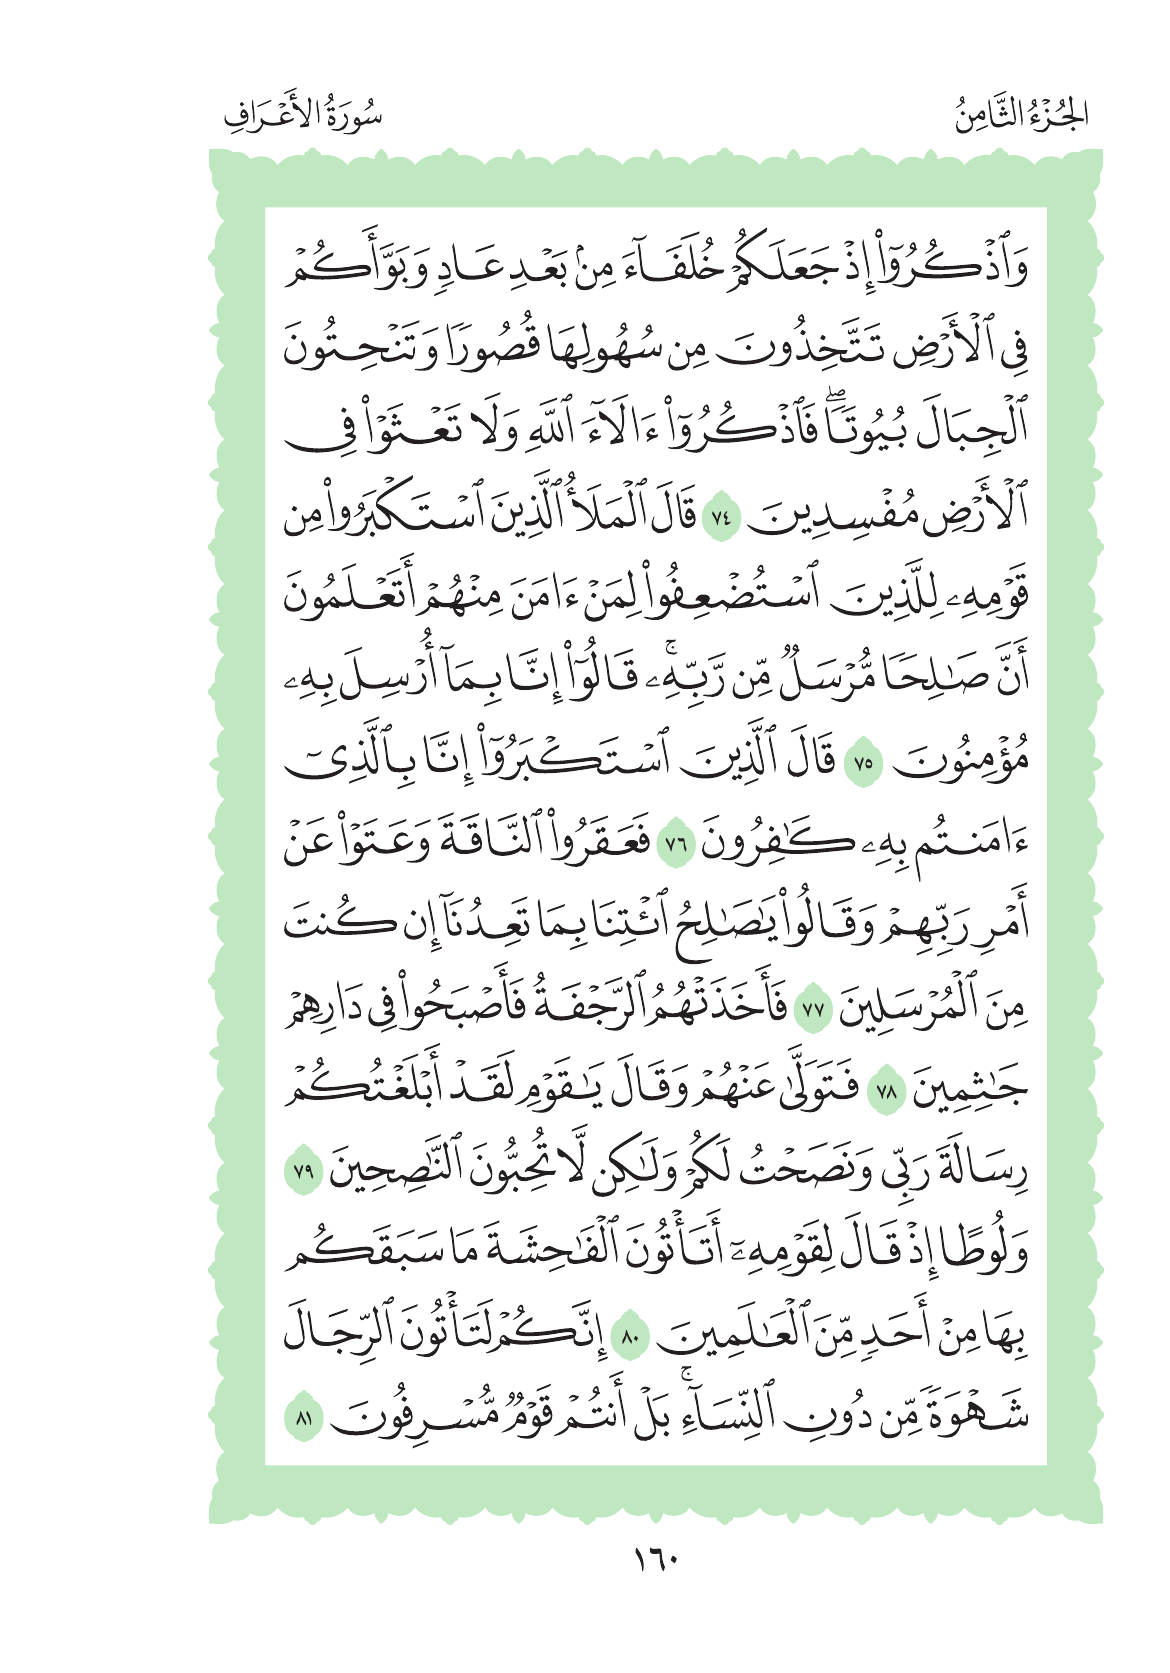 الجُزْءُ الثَّامِنُ
سُورَةُ الأَعْرَافِ
وَٱذْكُرُوٓا۟ إِذْ جَعَلَكُمْ خُلَفَآءَ مِنۢ بَعْدِ عَادٍ وَبَوَّأَكُمْ
فِى ٱلْأَرْضِ تَتَّخِذُونَ مِن سُهُولِهَا قُصُورًا وَتَنْحِتُونَ
ٱلْجِبَالَ بُيُوتًا ۖ فَٱذْكُرُوٓا۟ ءَالَآءَ ٱللَّهِ وَلَا تَعْثَوْا۟ فِى
ٱلْأَرْضِ مُفْسِدِينَ ٧٤ قَالَ ٱلْمَلَأُ ٱلَّذِينَ ٱسْتَكْبَرُوا۟ مِن
قَوْمِهِۦ لِلَّذِينَ ٱسْتُضْعِفُوا۟ لِمَنْ ءَامَنَ مِنْهُمْ أَتَعْلَمُونَ
أَنَّ صَٰلِحًا مُّرْسَلٌ مِّن رَّبِّهِۦ ۚ قَالُوٓا۟ إِنَّا بِمَآ أُرْسِلَ بِهِۦ
مُؤْمِنُونَ ٧٥ قَالَ ٱلَّذِينَ ٱسْتَكْبَرُوٓا۟ إِنَّا بِٱلَّذِىٓ
ءَامَنتُم بِهِۦ كَٰفِرُونَ ٧٦ فَعَقَرُوا۟ ٱلنَّاقَةَ وَعَتَوْا۟ عَنْ
أَمْرِ رَبِّهِمْ وَقَالُوا۟ يَٰصَٰلِحُ ٱئْتِنَا بِمَا تَعِدُنَآ إِن كُنتَ
مِنَ ٱلْمُرْسَلِينَ ٧٧ فَأَخَذَتْهُمُ ٱلرَّجْفَةُ فَأَصْبَحُوا۟ فِى دَارِهِمْ
جَٰثِمِينَ ٧٨ فَتَوَلَّىٰ عَنْهُمْ وَقَالَ يَٰقَوْمِ لَقَدْ أَبْلَغْتُكُمْ
رِسَالَةَ رَبِّى وَنَصَحْتُ لَكُمْ وَلَٰكِن لَّا تُحِبُّونَ ٱلنَّٰصِحِينَ ٧٩
وَلُوطًا إِذْ قَالَ لِقَوْمِهِۦٓ أَتَأْتُونَ ٱلْفَٰحِشَةَ مَا سَبَقَكُم
بِهَا مِنْ أَحَدٍ مِّنَ ٱلْعَٰلَمِينَ ٨٠ إِنَّكُمْ لَتَأْتُونَ ٱلرِّجَالَ
شَهْوَةً مِّن دُونِ ٱلنِّسَآءِ ۚ بَلْ أَنتُمْ قَوْمٌ مُّسْرِفُونَ ٨١
١٦٠